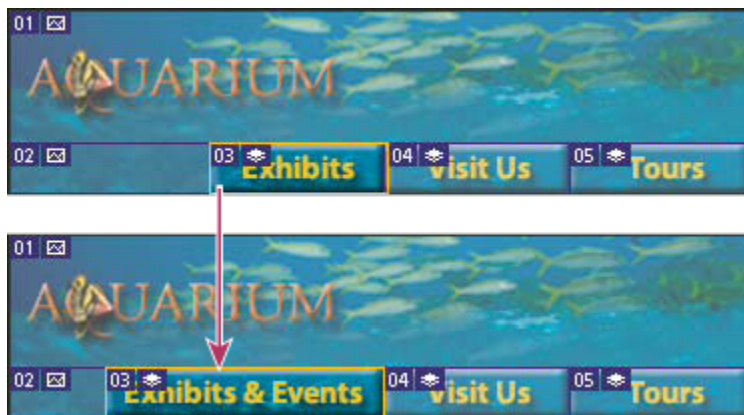 01
AQUARIUM
02 03 Exhibits 04 Visit Us 05 Tours
01
AQUARIUM
02 03 Exhibits & Events 04 Visit Us 05 Tours